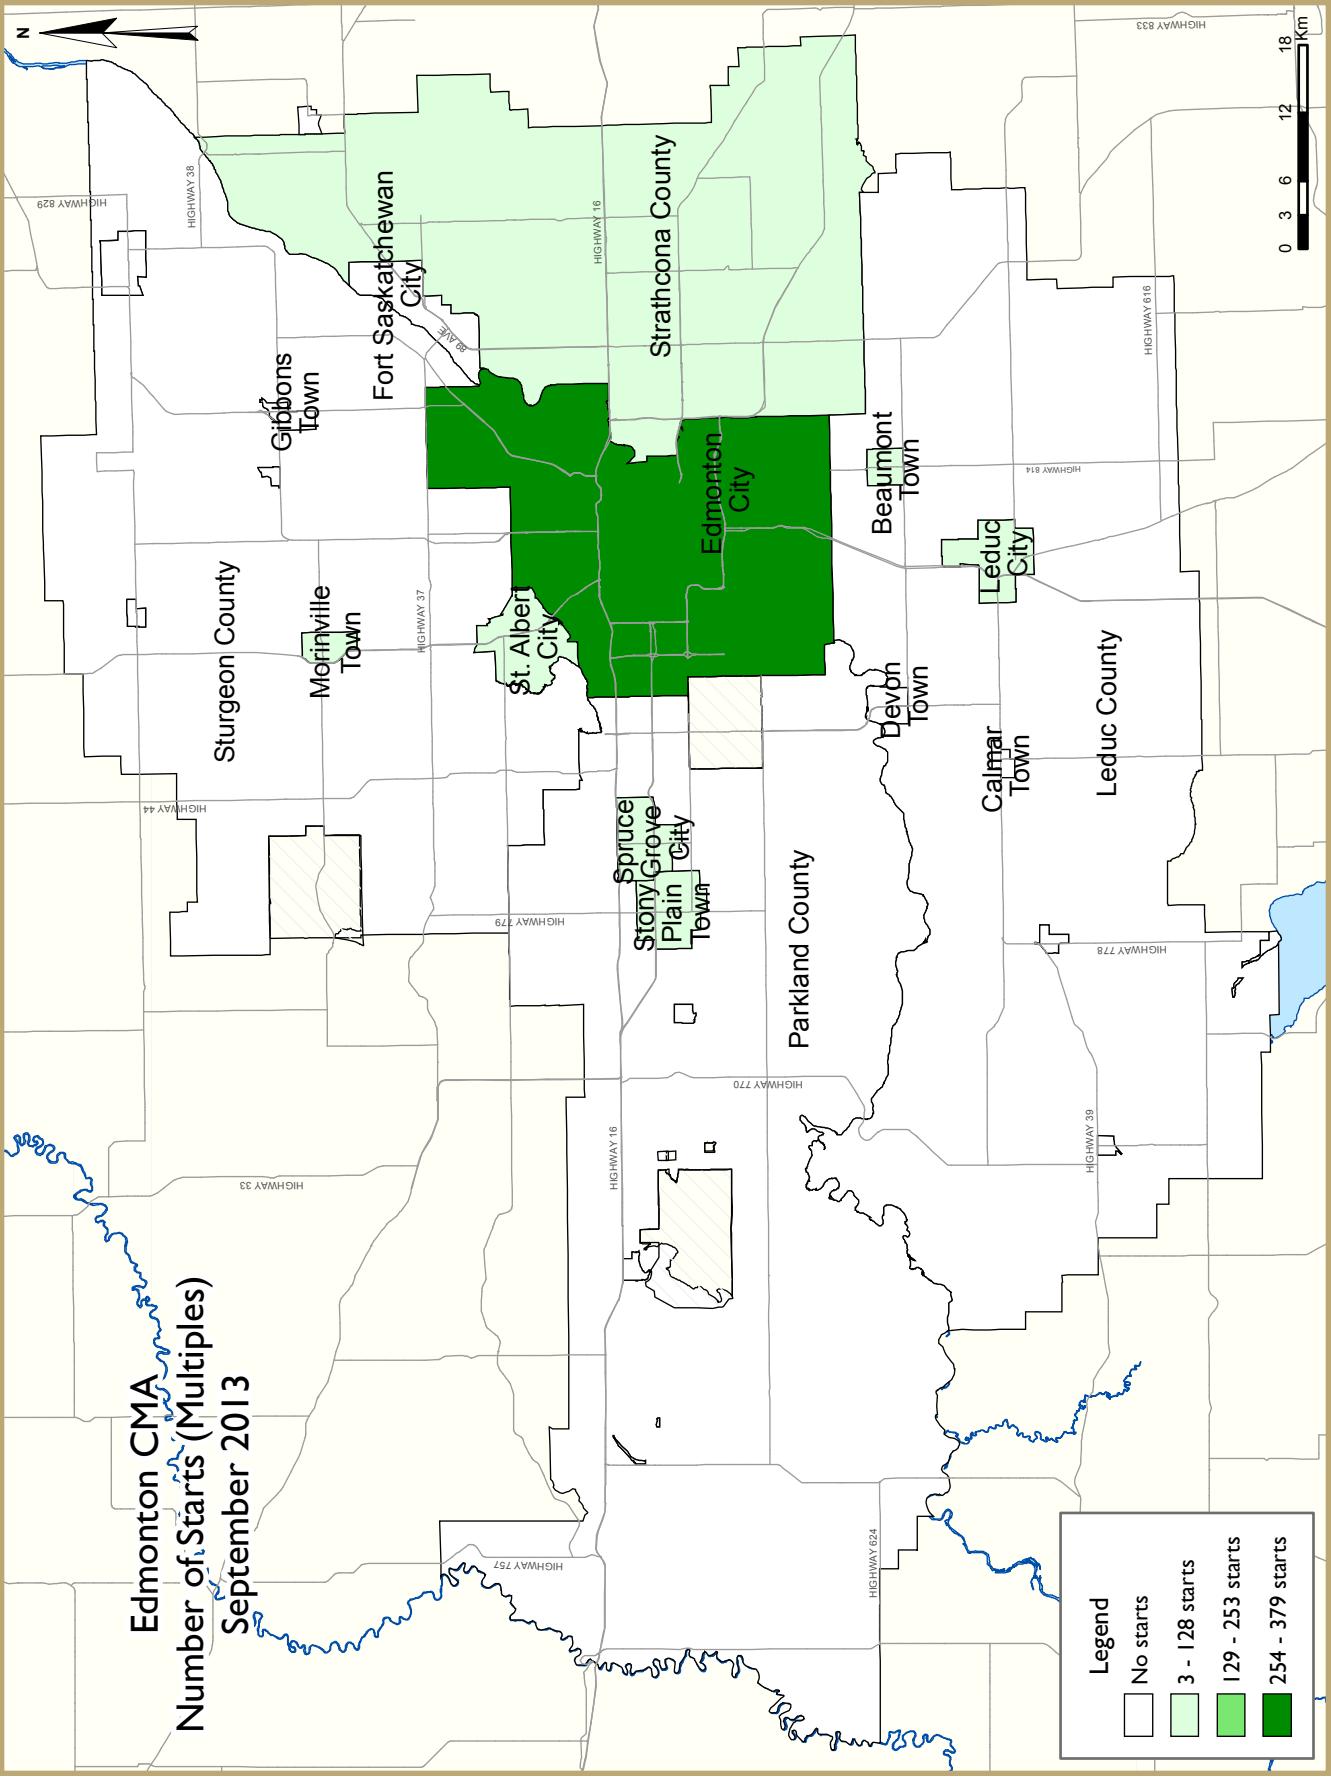 Edmonton CMA
Number of Starts (Multiples)
September 2013
N
HIGHWAY 829
HIGHWAY 38
HIGHWAY 833
Gibbons
Town
Fort Saskatchewan
City
89 AVE
HIGHWAY 16
Strathcona County
Sturgeon County
Morinville
Town
HIGHWAY 37
HIGHWAY 44
St. Albert
City
Edmonton
City
HIGHWAY 779
Spruce
Grove
City
Stony
Plain
Town
Parkland County
HIGHWAY 770
HIGHWAY 33
HIGHWAY 16
HIGHWAY 757
HIGHWAY 624
Beaumont
Town
HIGHWAY 814
HIGHWAY 616
Leduc
City
Devon
Town
Calmar
Town
Leduc County
HIGHWAY 778
HIGHWAY 39
0 3 6 12 18
Km
Legend
No starts
3 - 128 starts
129 - 253 starts
254 - 379 starts